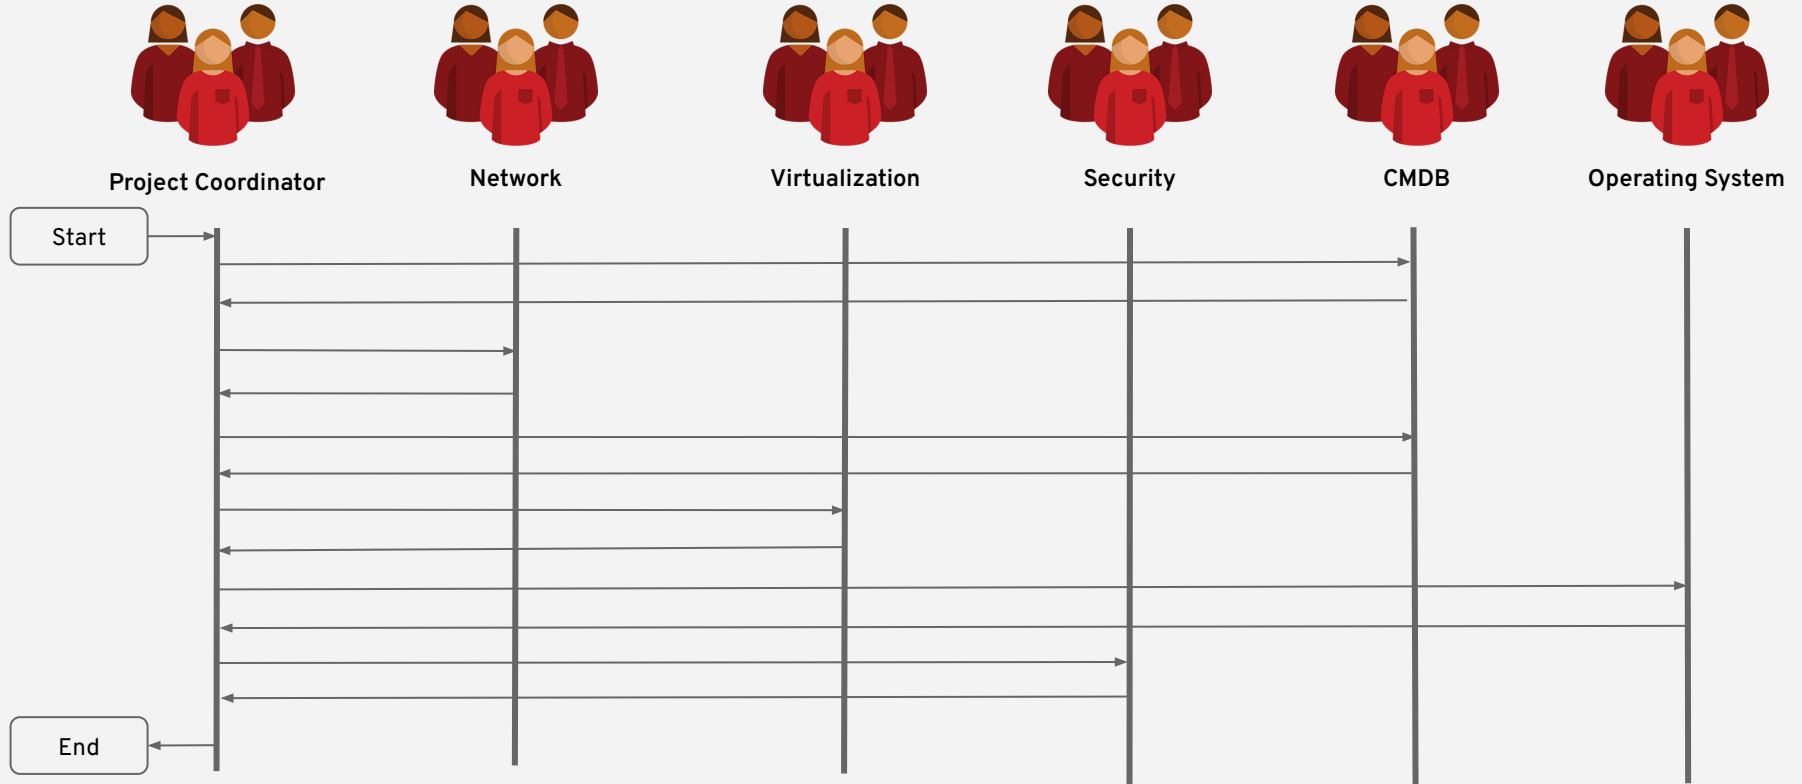 Project Coordinator
Network
Virtualization
Security
CMDB
Operating System
Start
End